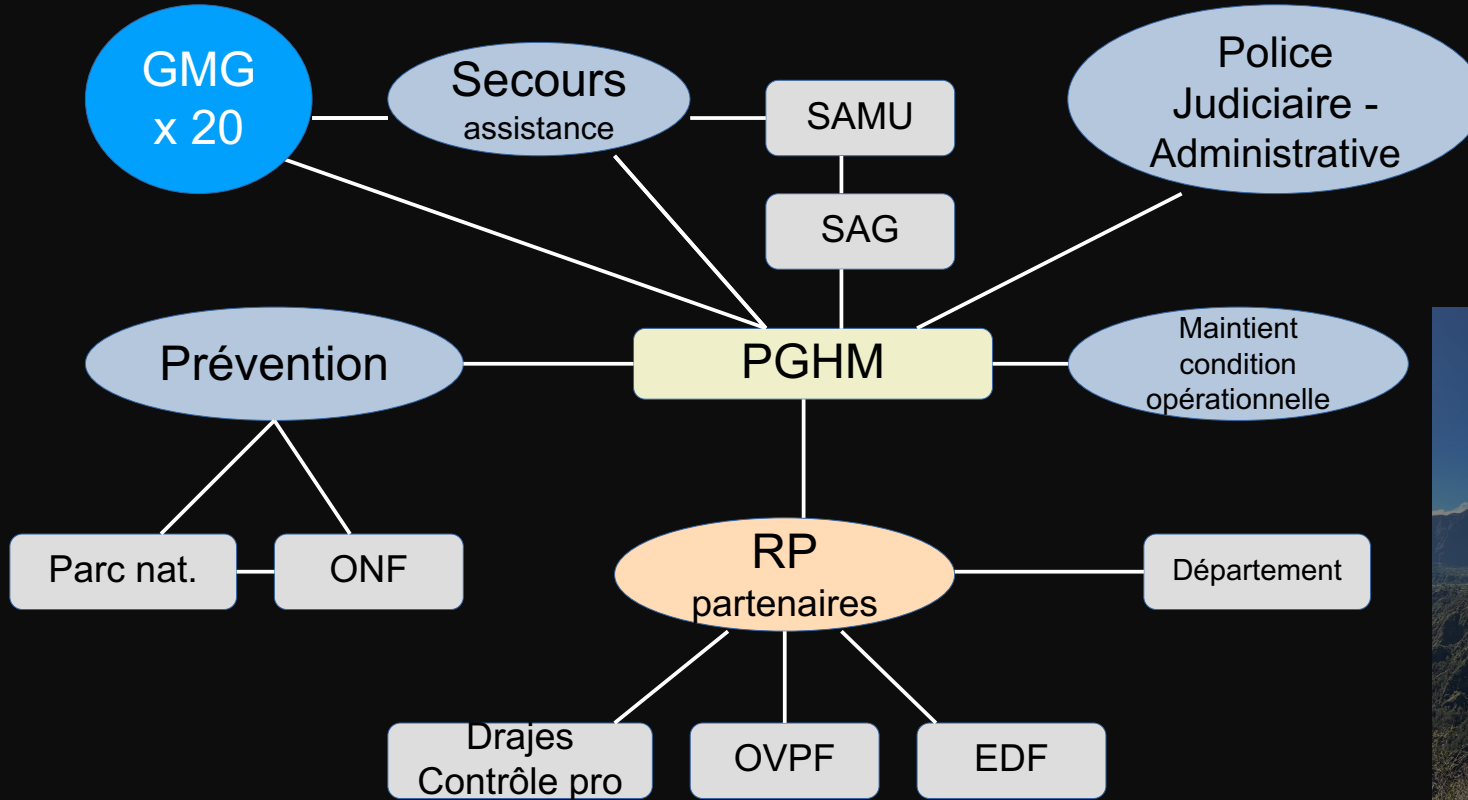 GMG
x 20
Secours
assistance
SAMU
Police
Judiciaire -
Administrative
SAG
Prévention
PGHM
Maintient
condition
opérationnelle
Parc nat.
ONF
RP
partenaires
Département
Drajes
Contrôle pro
OVPF
EDF